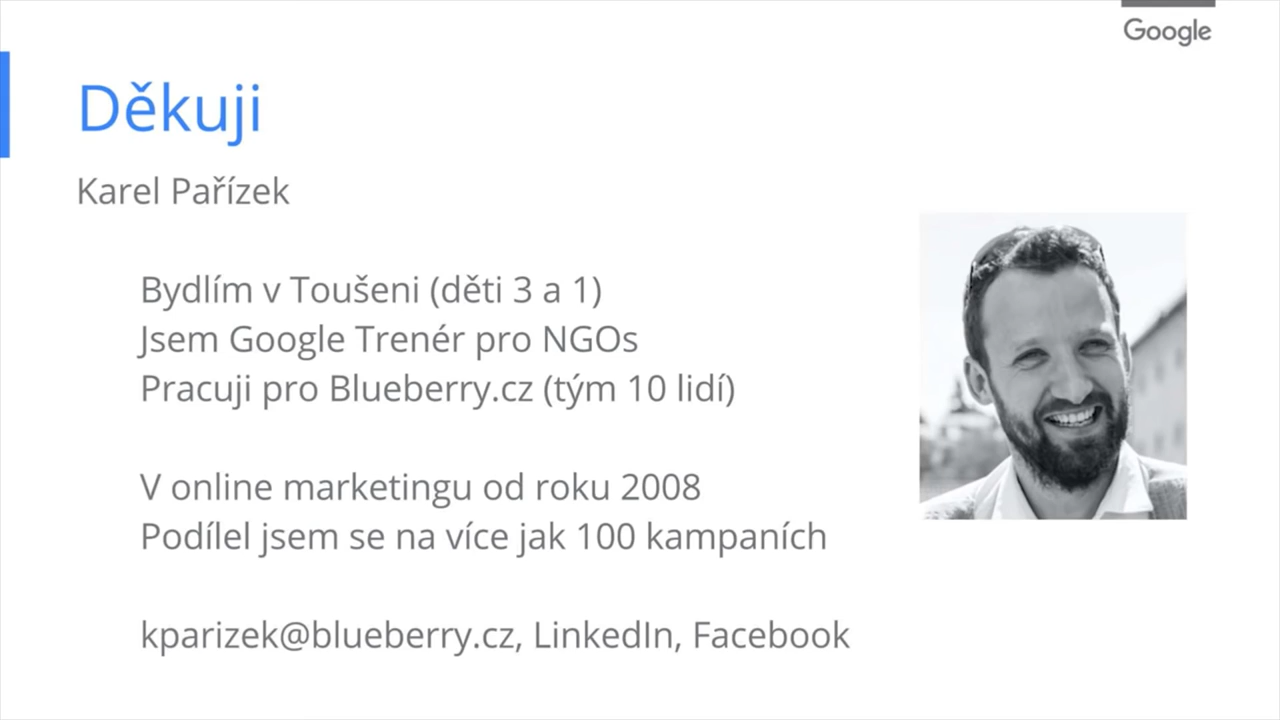 Google
Děkuji
Karel Pařízek
Bydlím v Toušeni (děti 3 a 1)
Jsem Google Trenér pro NGOs
Pracuji pro Blueberry.cz (tým 10 lidí)
V online marketingu od roku 2008
Podílel jsem se na více jak 100 kampaních
kparizek@blueberry.cz, LinkedIn, Facebook